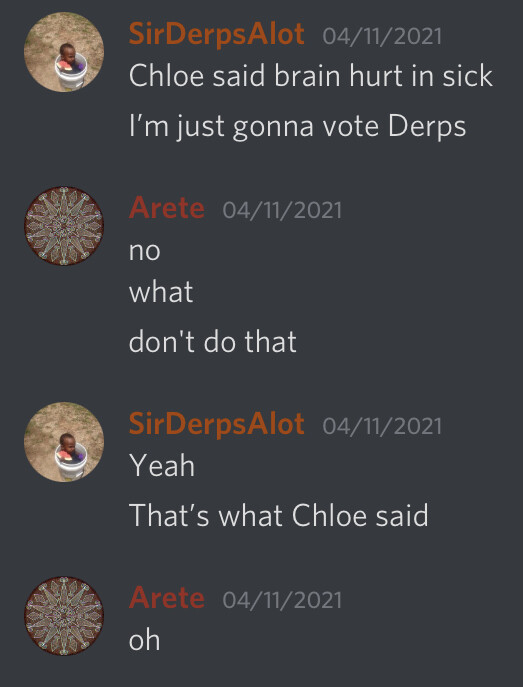 SirDerpsAlot 04/11/2021
Chloe said brain hurt in sick
I’m just gonna vote Derps
Arete 04/11/2021
no
what
don't do that
SirDerpsAlot 04/11/2021
Yeah
That’s what Chloe said
Arete 04/11/2021
oh